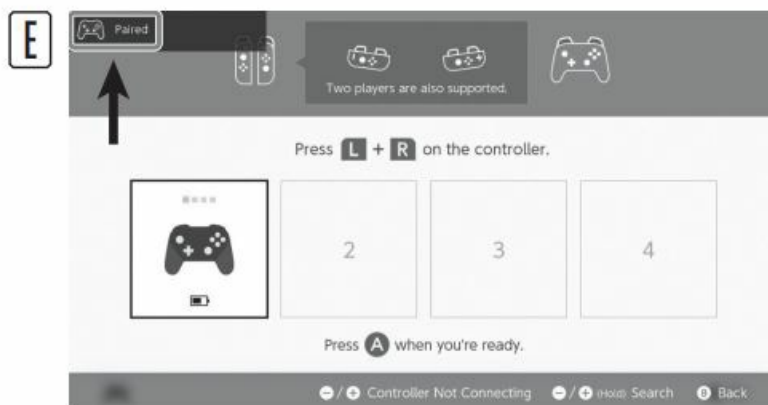 E
Paired
Two players are also supported.
Press L + R on the controller.
2
3
4
Press A when you're ready.
−/+ Controller Not Connecting −/+ (Hold) Search B Back